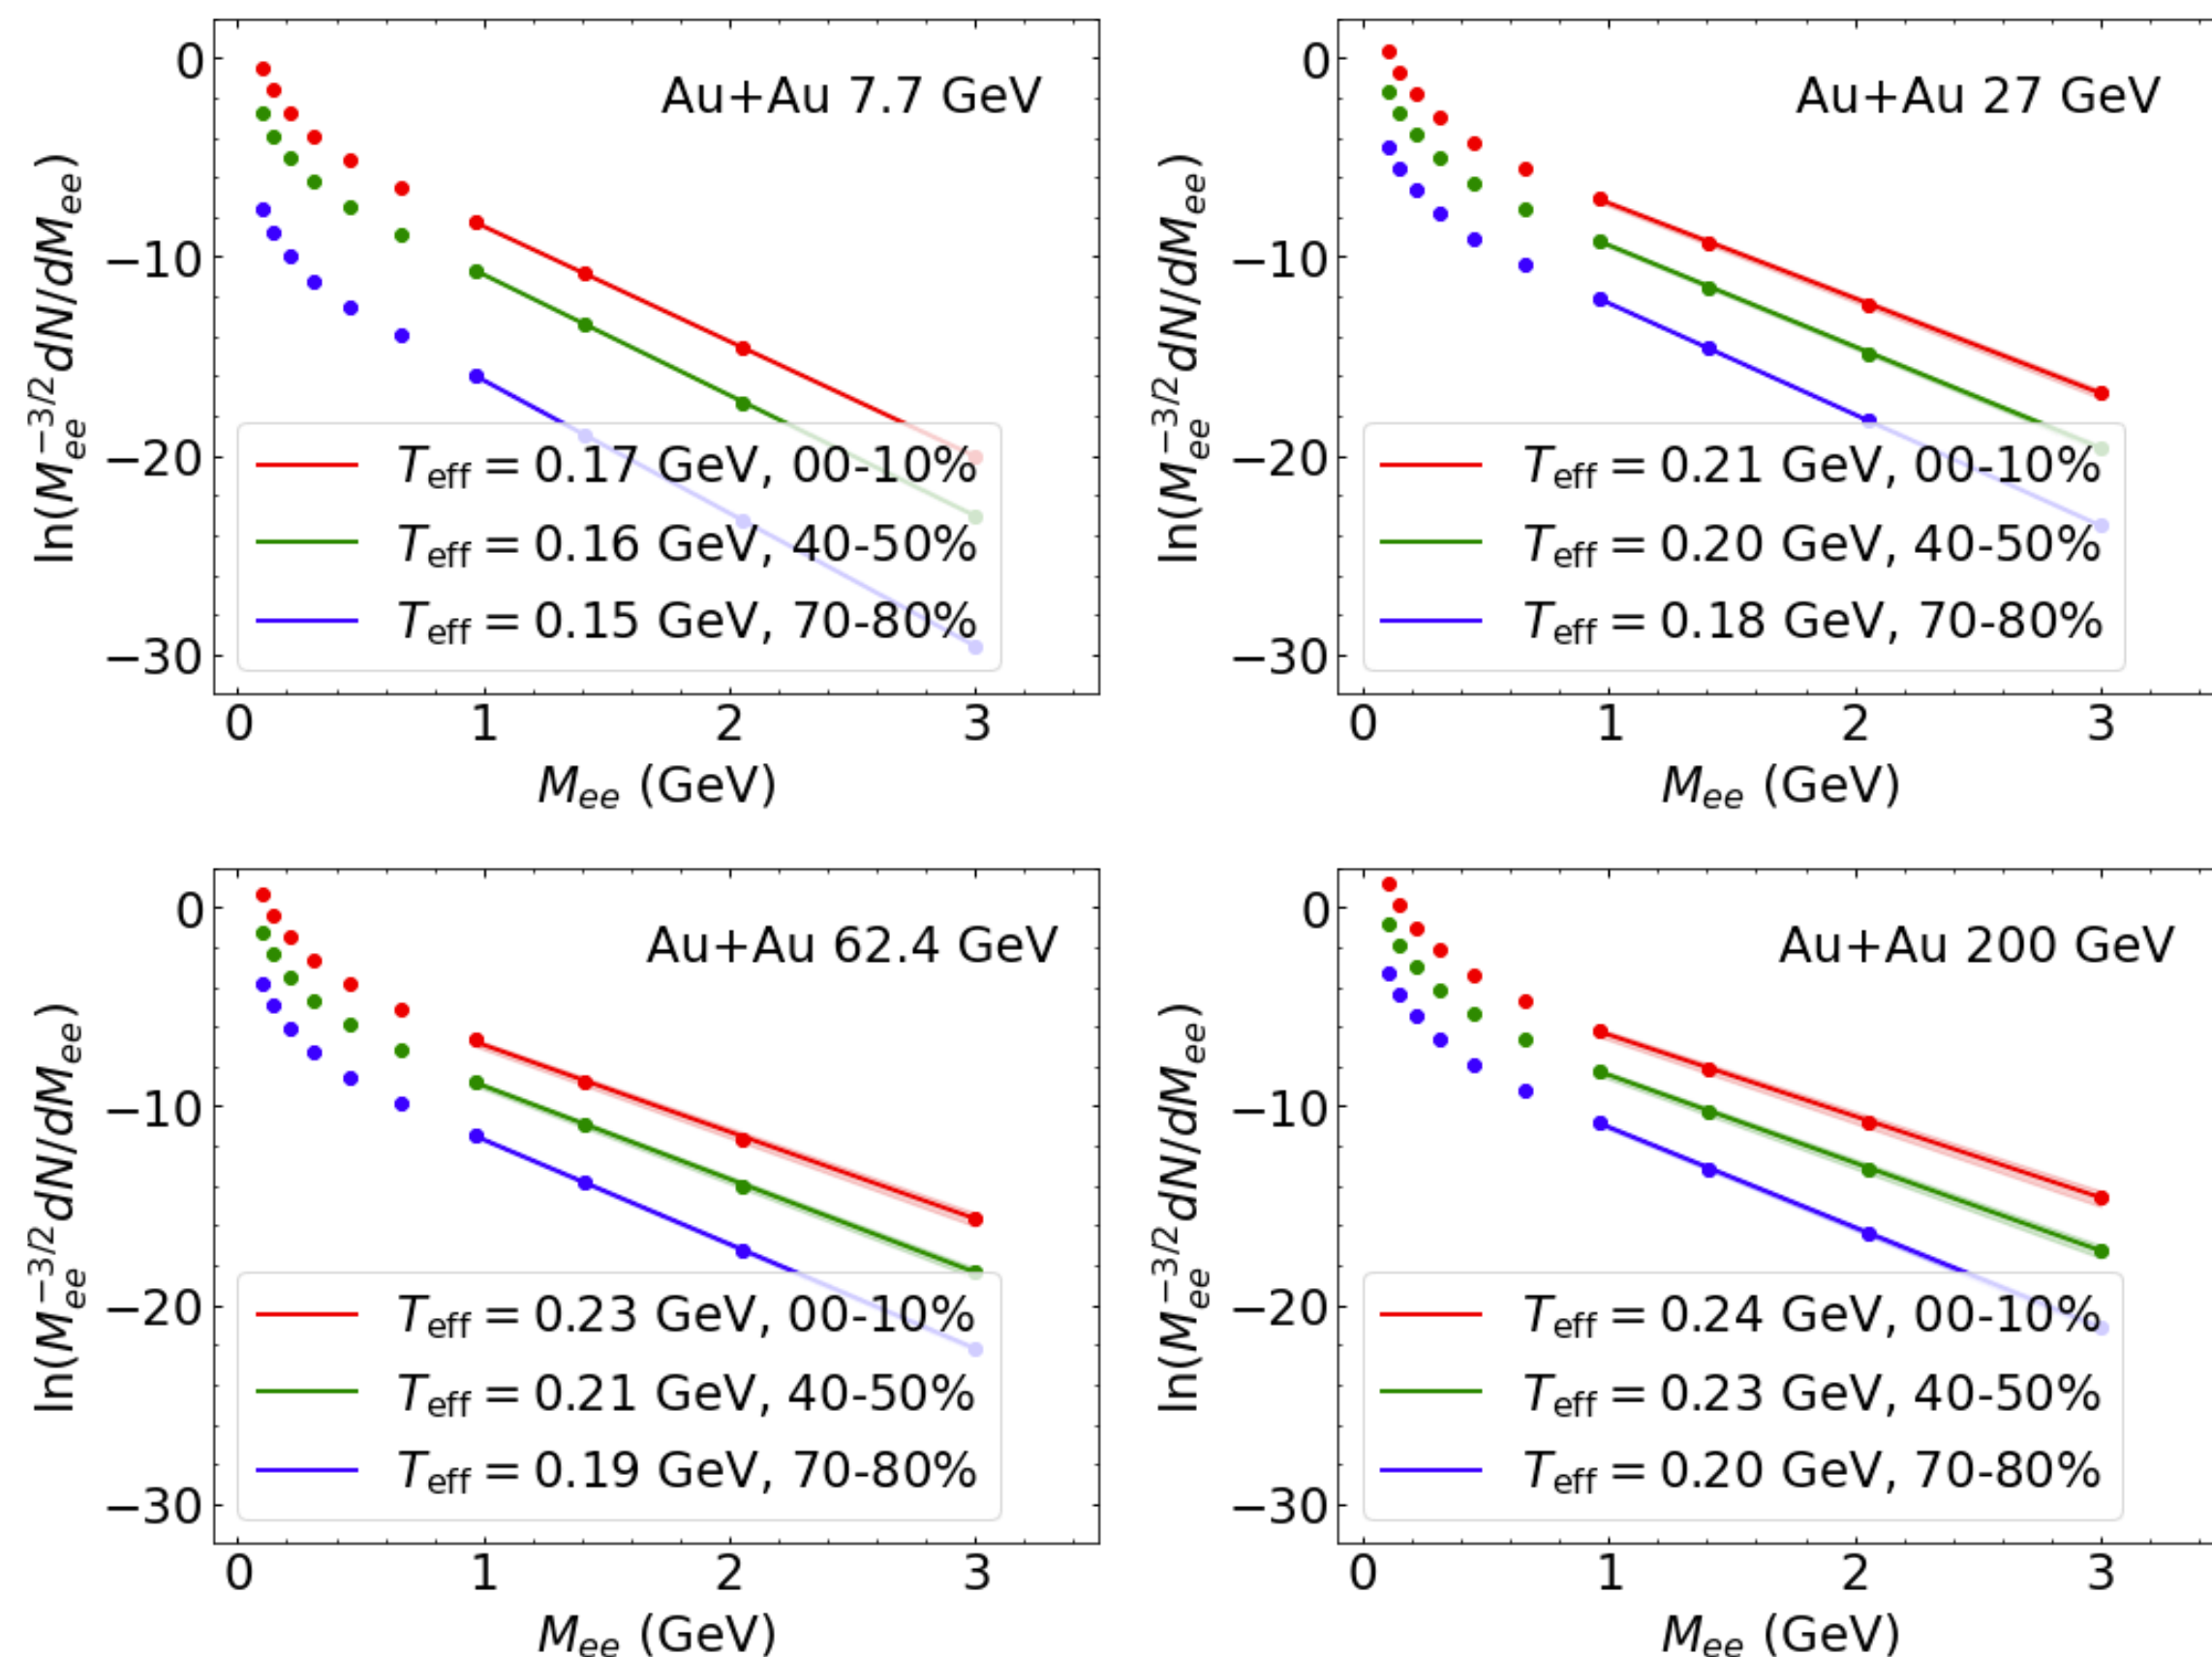 Au+Au 7.7 GeV
ln(M_ee^−3/2 dN/dM_ee)
0
−10
−20
−30
T_eff = 0.17 GeV, 00-10%
T_eff = 0.16 GeV, 40-50%
T_eff = 0.15 GeV, 70-80%
0 1 2 3
M_ee (GeV)
Au+Au 27 GeV
ln(M_ee^−3/2 dN/dM_ee)
0
−10
−20
−30
T_eff = 0.21 GeV, 00-10%
T_eff = 0.20 GeV, 40-50%
T_eff = 0.18 GeV, 70-80%
0 1 2 3
M_ee (GeV)
Au+Au 62.4 GeV
ln(M_ee^−3/2 dN/dM_ee)
0
−10
−20
−30
T_eff = 0.23 GeV, 00-10%
T_eff = 0.21 GeV, 40-50%
T_eff = 0.19 GeV, 70-80%
0 1 2 3
M_ee (GeV)
Au+Au 200 GeV
ln(M_ee^−3/2 dN/dM_ee)
0
−10
−20
−30
T_eff = 0.24 GeV, 00-10%
T_eff = 0.23 GeV, 40-50%
T_eff = 0.20 GeV, 70-80%
0 1 2 3
M_ee (GeV)